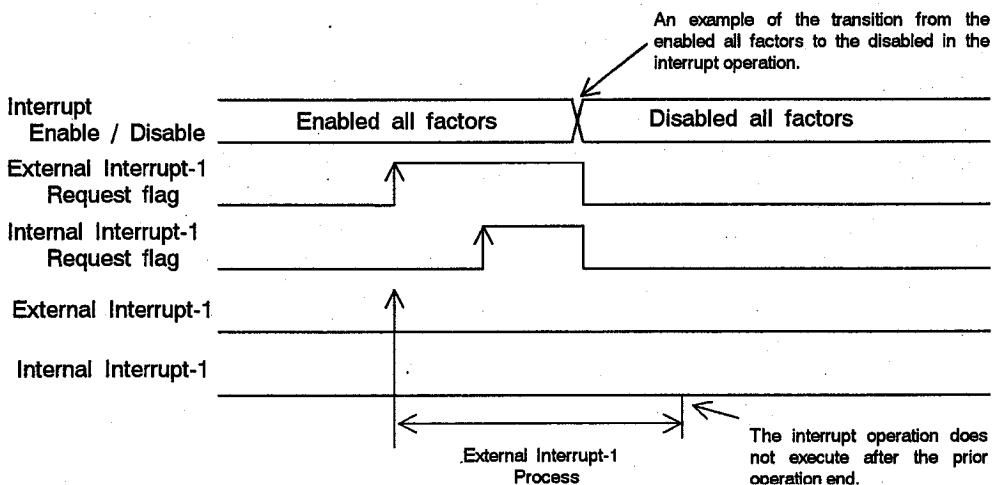 An example of the transition from the
enabled all factors to the disabled in the
interrupt operation.
Interrupt
Enable / Disable
Enabled all factors
Disabled all factors
External Interrupt-1
Request flag
Internal Interrupt-1
Request flag
External Interrupt-1
Internal Interrupt-1
External Interrupt-1
Process
The interrupt operation does
not execute after the prior
operation end.